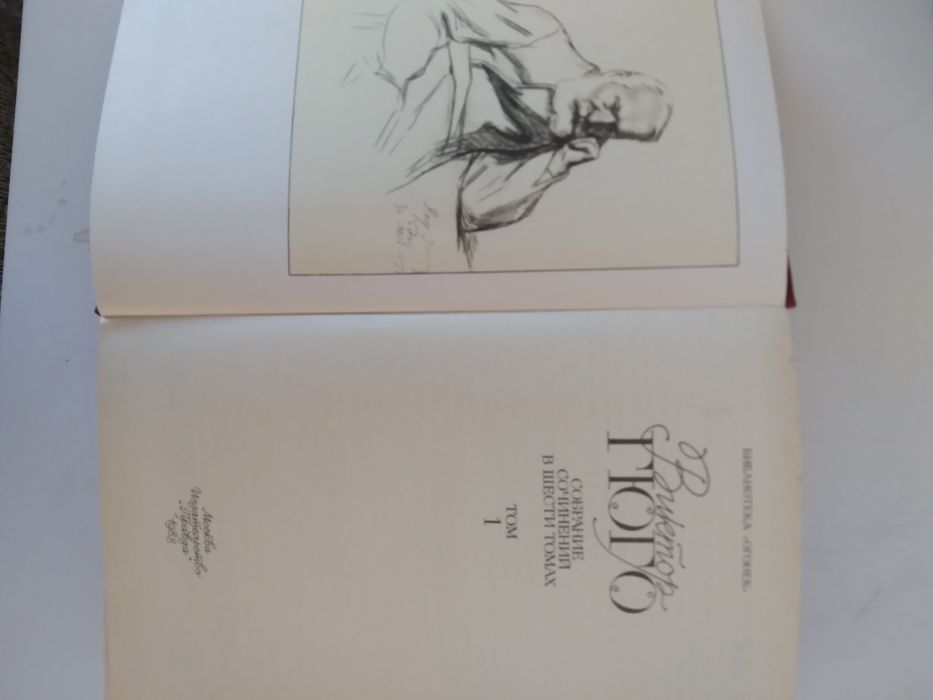 БИБЛИОТЕКА «ОГОНЕК»
Виктор
ГЮГО
СОБРАНИЕ
СОЧИНЕНИЙ
В ШЕСТИ ТОМАХ
ТОМ
1
Москва
Издательство
"Правда"
1988